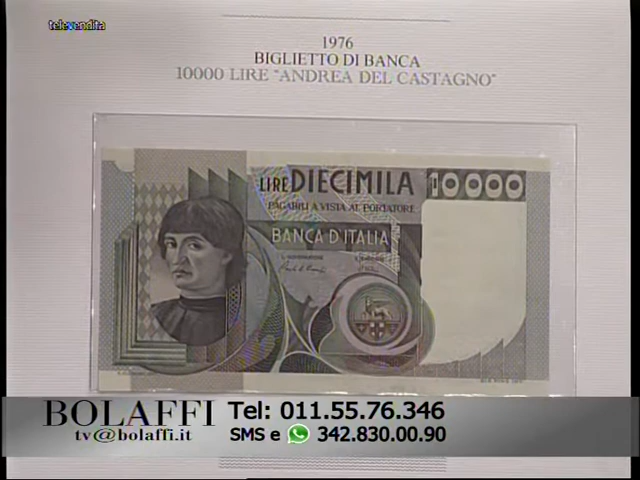 televendita
1976
BIGLIETTO DI BANCA
10000 LIRE "ANDREA DEL CASTAGNO"
LIRE DIECIMILA 10000
PAGABILI A VISTA AL PORTATORE
BANCA D'ITALIA
BOLAFFI Tel: 011.55.76.346
tv@bolaffi.it SMS e 342.830.00.90